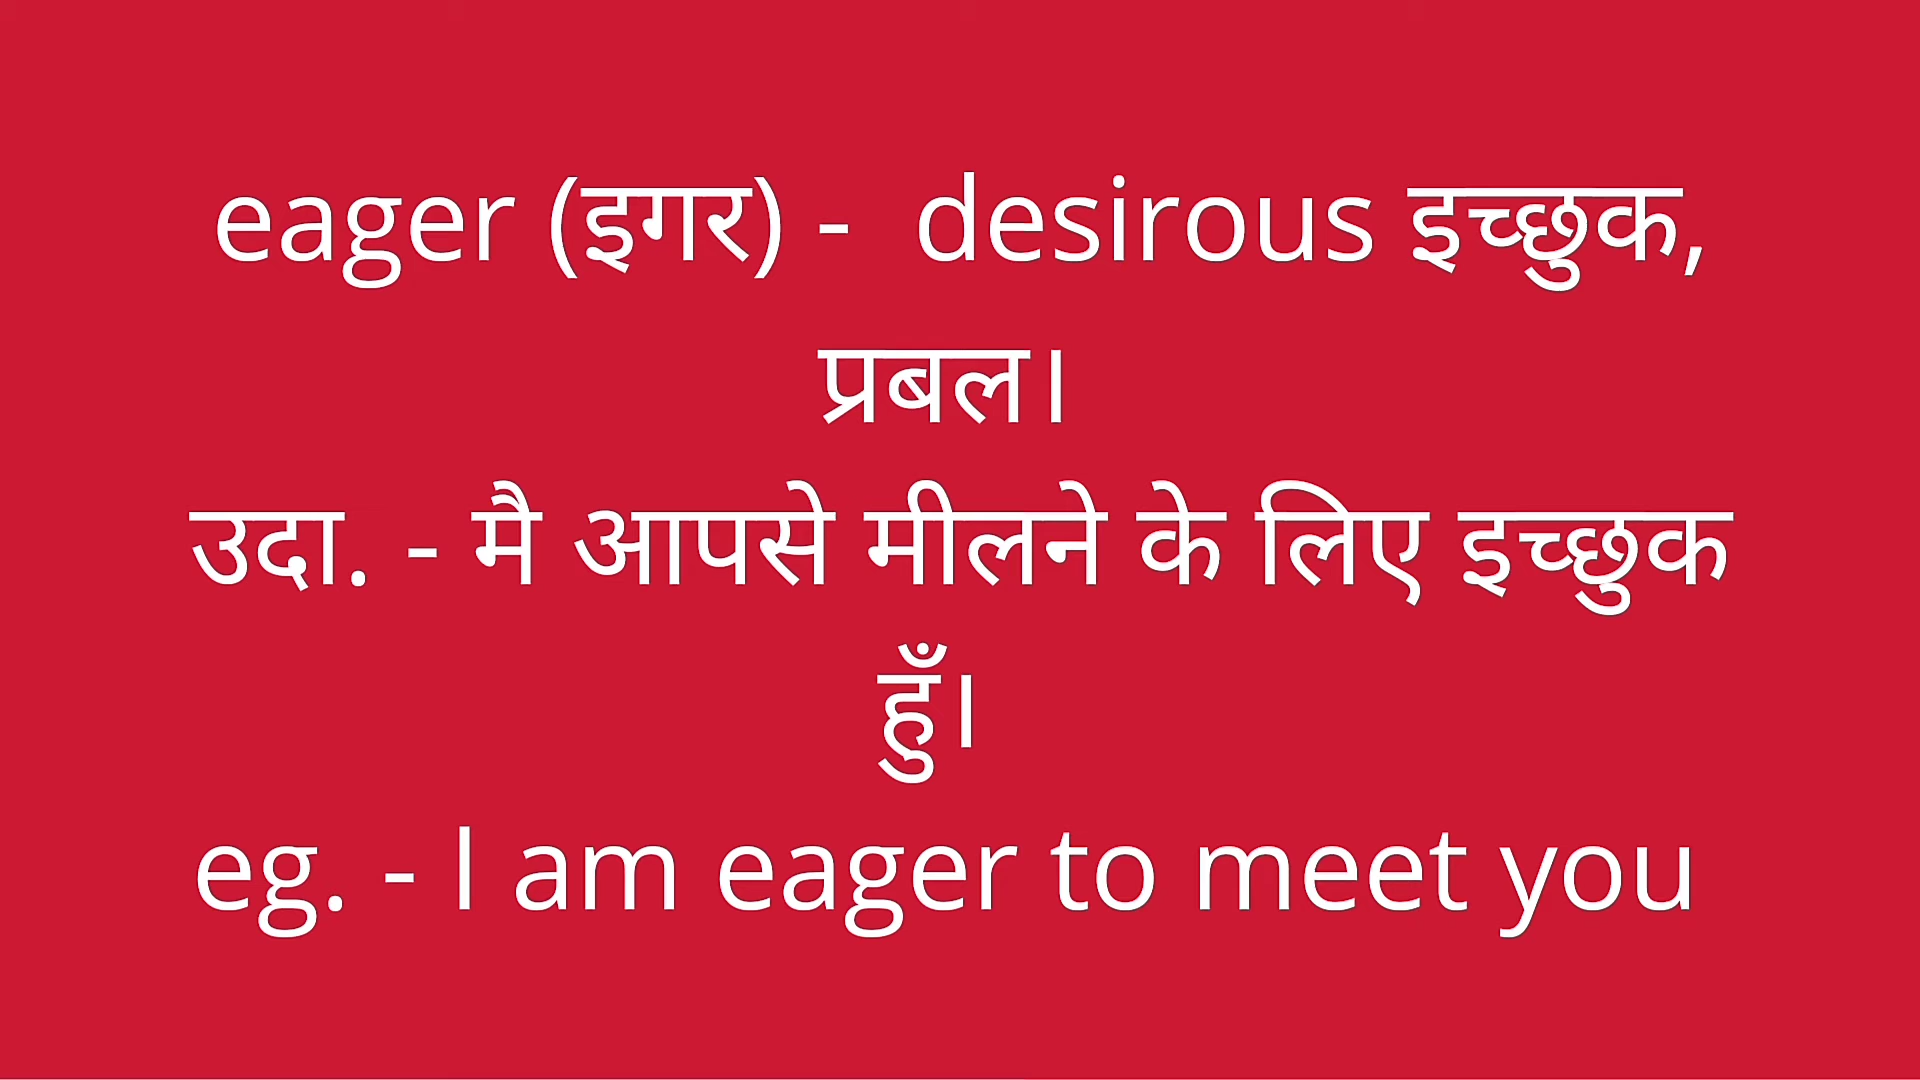 eager (इगर) - desirous इच्छुक,
प्रबल।
उदा. - मै आपसे मीलने के लिए इच्छुक
हुँ।
eg. - I am eager to meet you